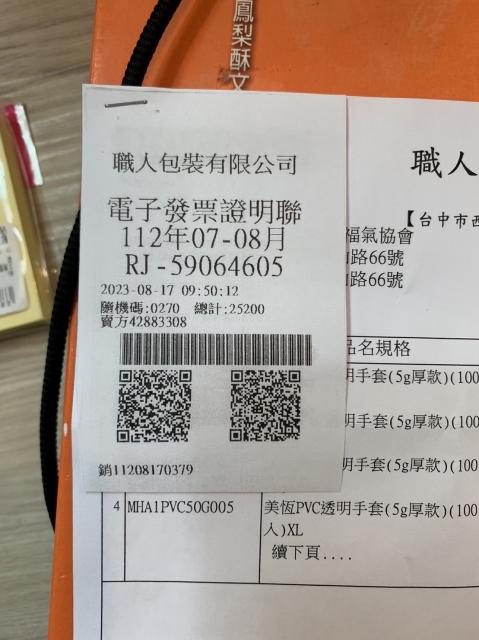 鳳梨酥文
職人包裝有限公司
電子發票證明聯
112年07-08月
RJ-59064605
2023-08-17 09:50:12
隨機碼:0270 總計:25200
賣方42883308
銷11208170379
職人
【台中市西
福氣協會
路66號
路66號
品名規格
明手套(5g厚款)(100
明手套(5g厚款)(100
明手套(5g厚款)(100
4 MHA1PVC50G005 美恆PVC透明手套(5g厚款)(100
入)XL
續下頁....